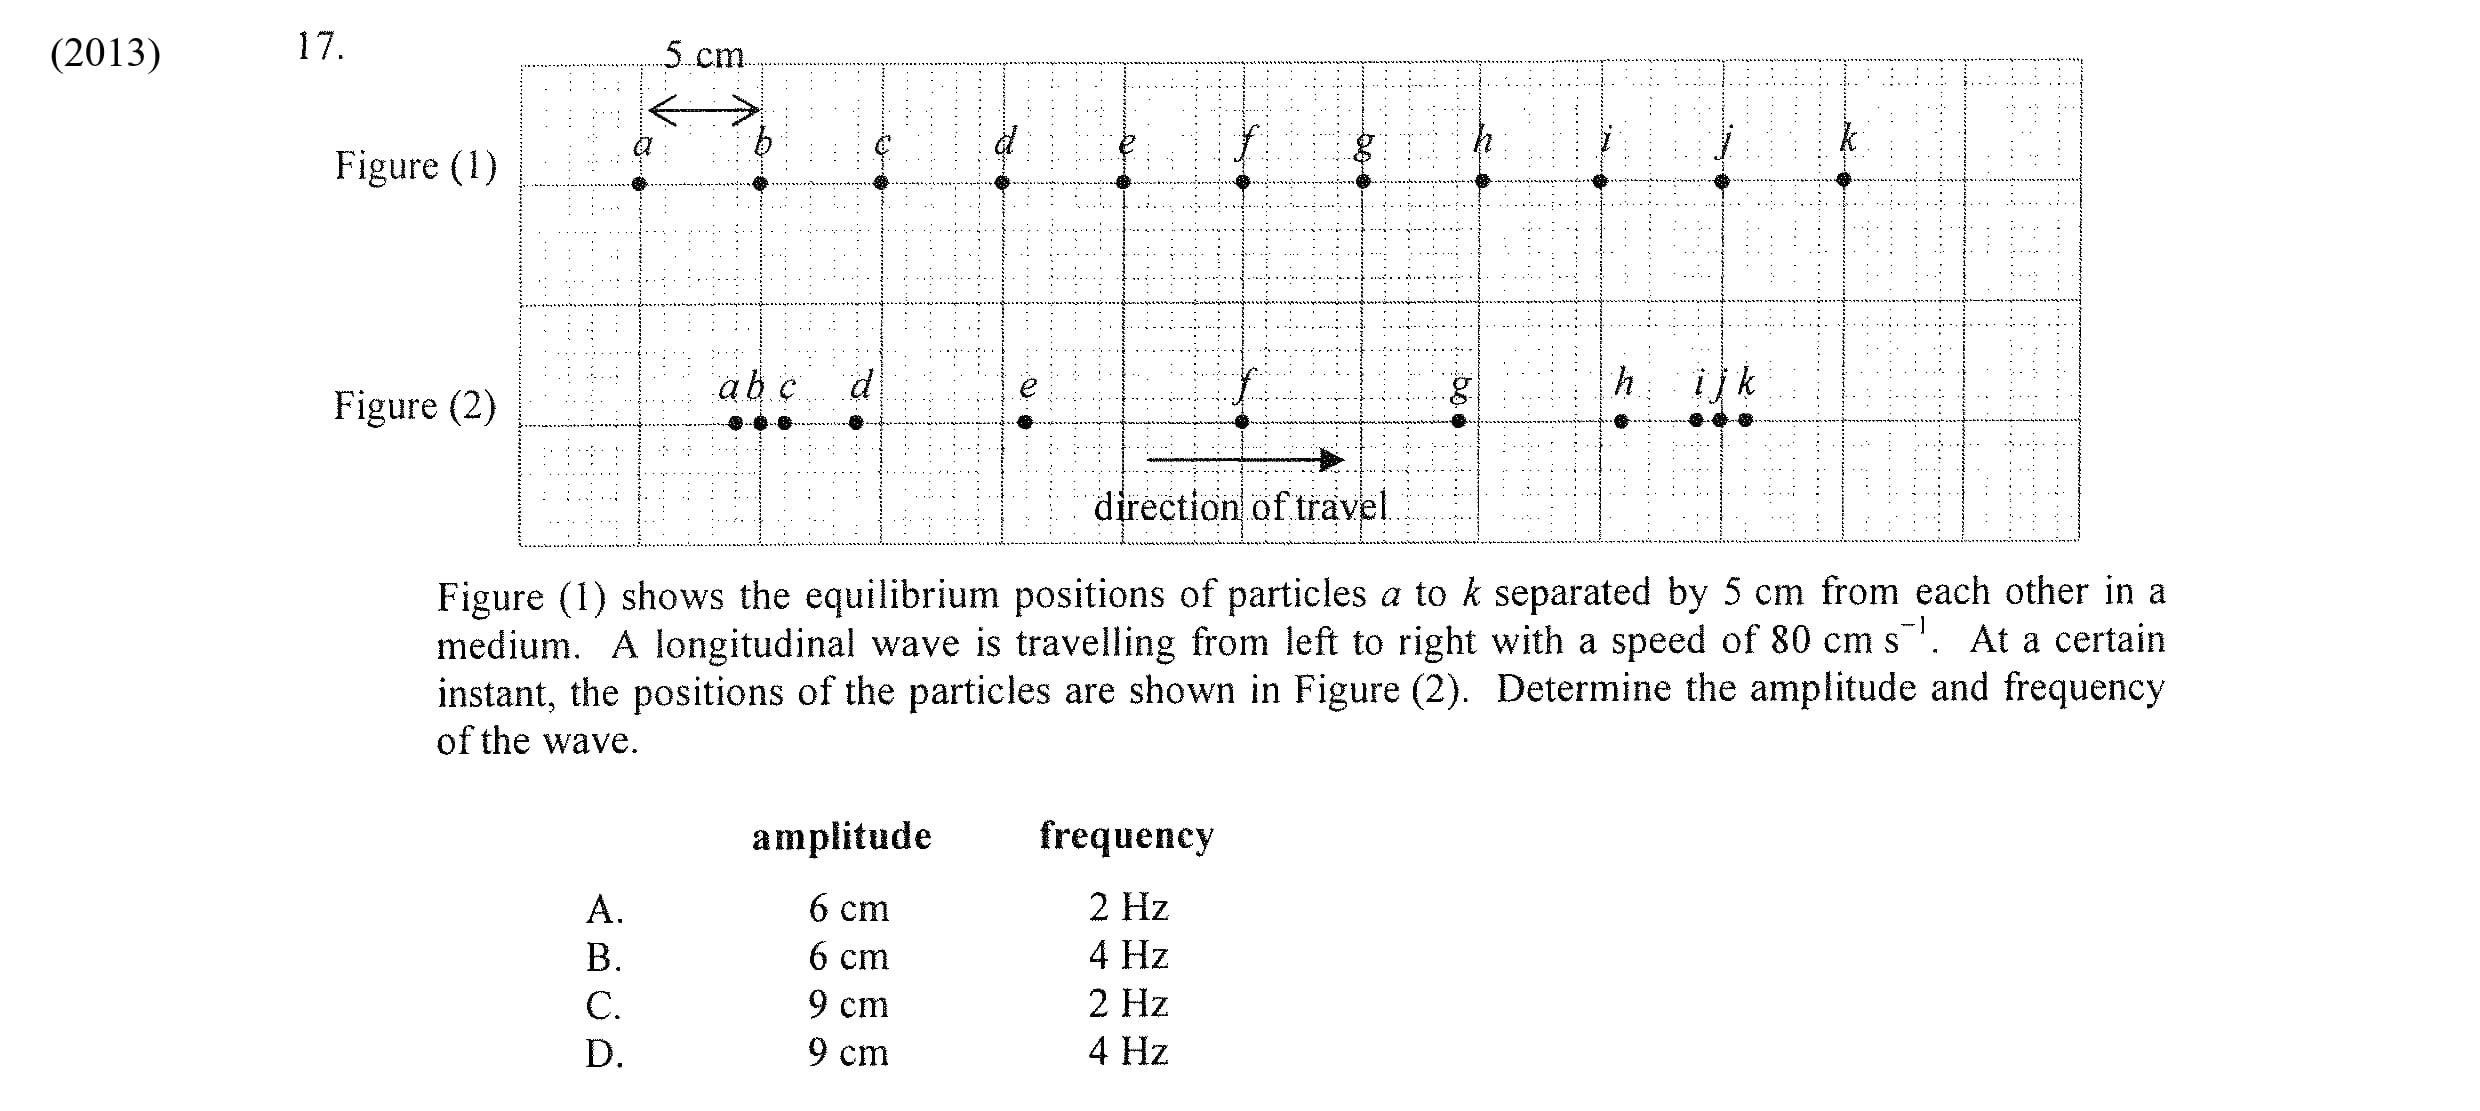 (2013) 17.
5 cm
Figure (1) a b c d e f g h i j k
Figure (2) a b c d e f g h i j k
direction of travel
Figure (1) shows the equilibrium positions of particles a to k separated by 5 cm from each other in a
medium. A longitudinal wave is travelling from left to right with a speed of 80 cm s⁻¹. At a certain
instant, the positions of the particles are shown in Figure (2). Determine the amplitude and frequency
of the wave.
amplitude frequency
A. 6 cm 2 Hz
B. 6 cm 4 Hz
C. 9 cm 2 Hz
D. 9 cm 4 Hz